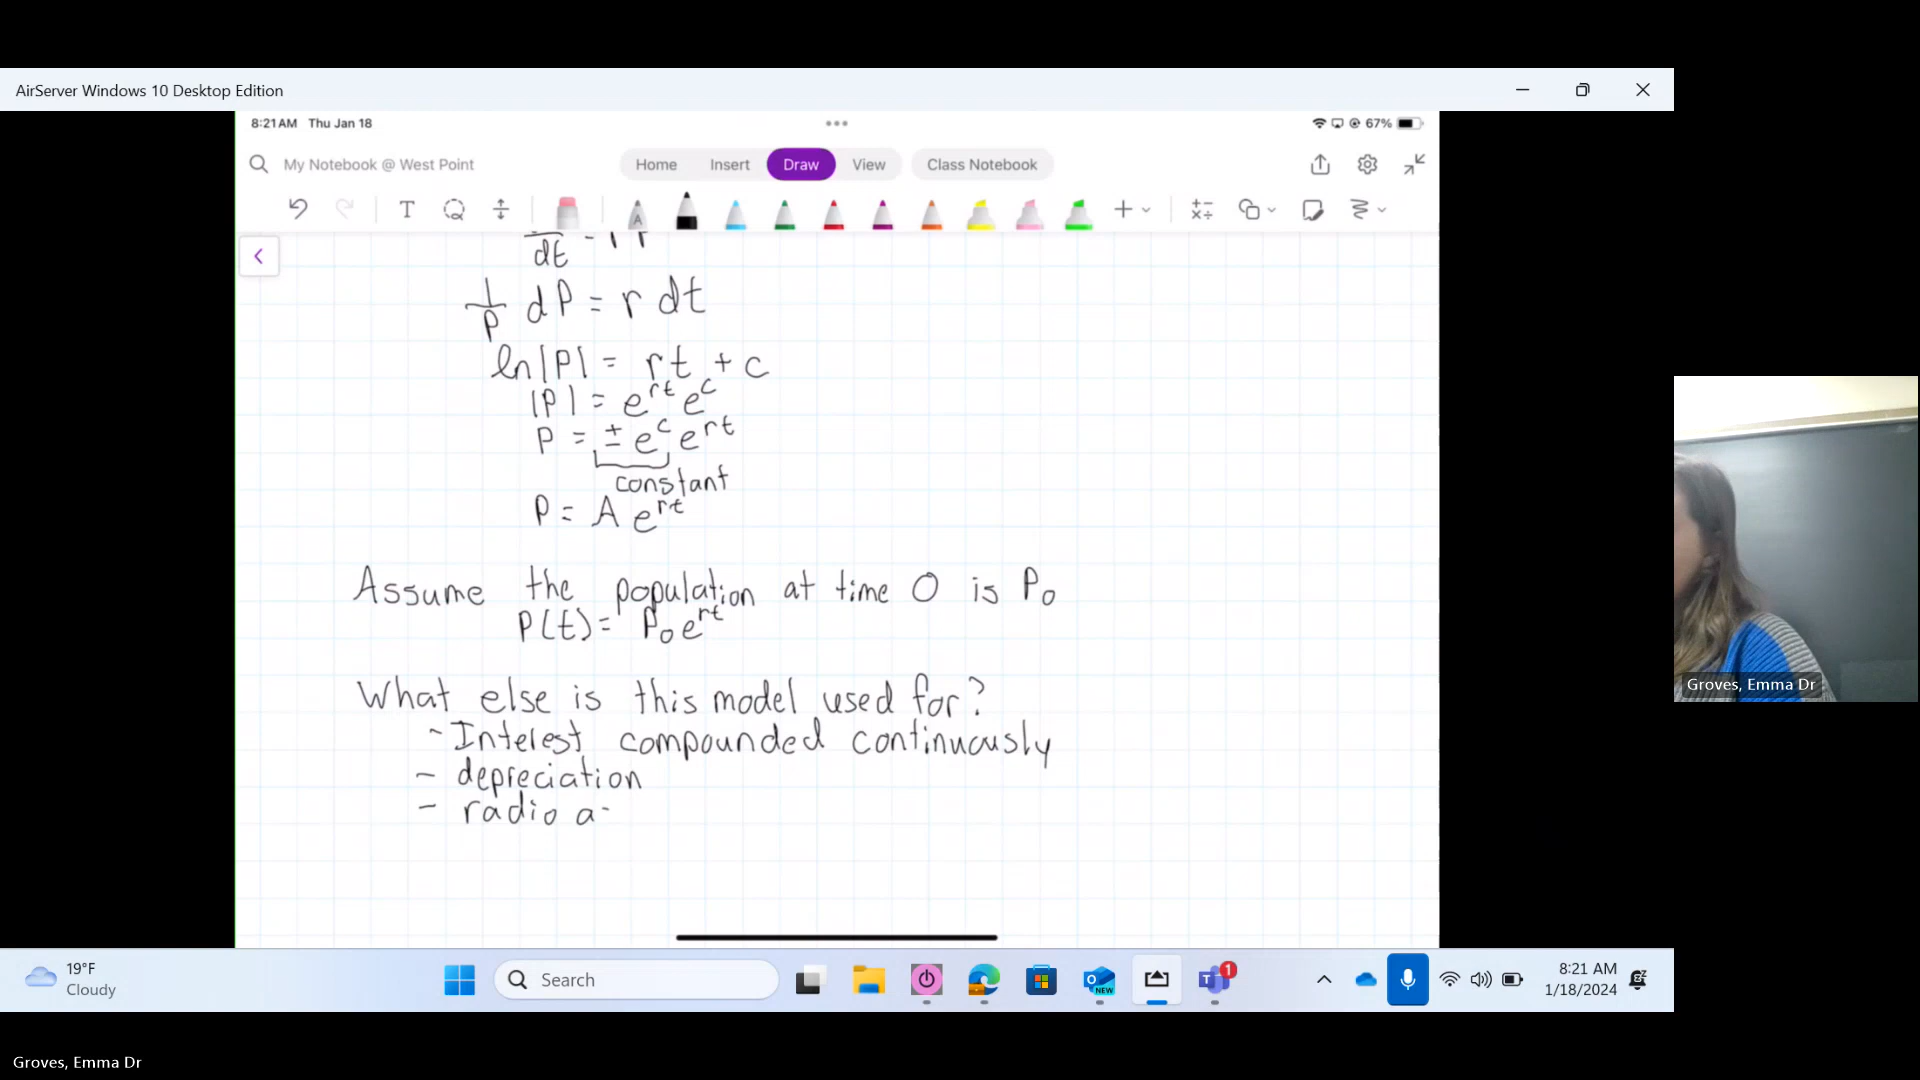 AirServer Windows 10 Desktop Edition
8:21 AM Thu Jan 18
67%
My Notebook @ West Point
Home Insert Draw View Class Notebook
T A
dt
1/P dP = r dt
ln|P| = rt + c
|P| = e^rt e^c
P = ± e^c e^rt
constant
P = A e^rt
Assume the population at time 0 is P₀
P(t) = P₀e^rt
What else is this model used for?
- Interest compounded continuously
- depreciation
- radio a
Groves, Emma Dr
19°F
Cloudy
Search
NEW
1
8:21 AM
1/18/2024
Groves, Emma Dr